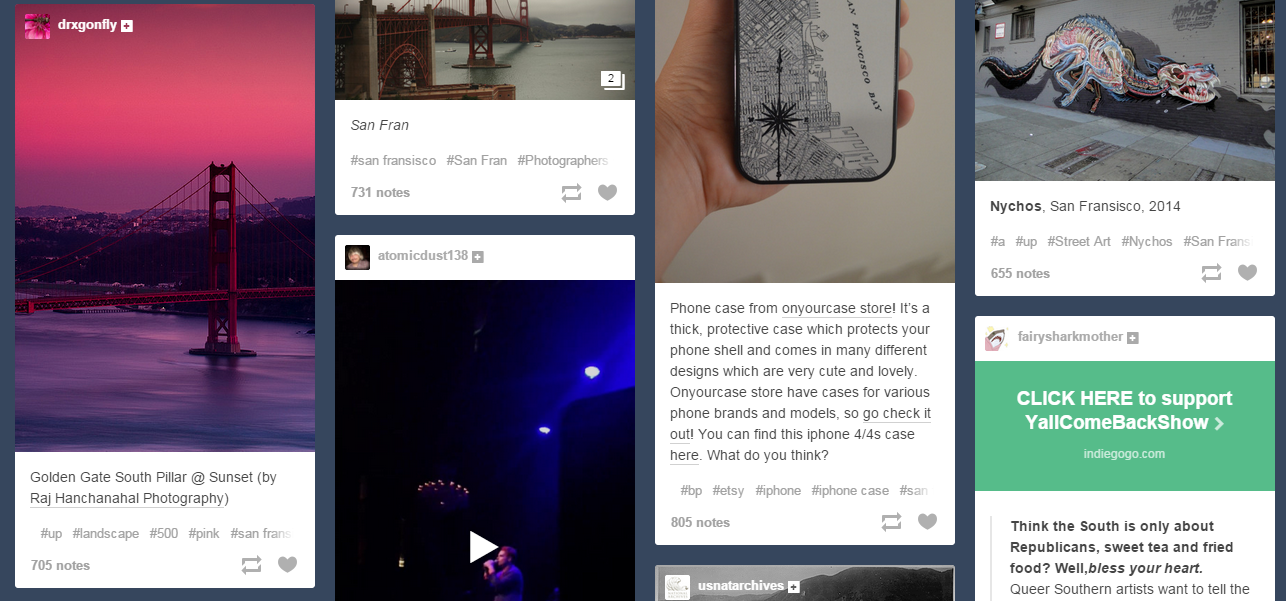 drxgonfly
Golden Gate South Pillar @ Sunset (by
Raj Hanchanahal Photography)
#up #landscape #500 #pink #san frans
705 notes
2
San Fran
#san fransisco #San Fran #Photographers
731 notes
atomicdust138
SAN FRANCISCO BAY
Phone case from onyourcase store! It's a
thick, protective case which protects your
phone shell and comes in many different
designs which are very cute and lovely.
Onyourcase store have cases for various
phone brands and models, so go check it
out! You can find this iphone 4/4s case
here. What do you think?
#bp #etsy #iphone #iphone case #san
805 notes
usnatarchives
Nychos, San Fransisco, 2014
#a #up #Street Art #Nychos #San Frans
655 notes
fairysharkmother
CLICK HERE to support
YallComeBackShow >
indiegogo.com
Think the South is only about
Republicans, sweet tea and fried
food? Well,bless your heart.
Queer Southern artists want to tell the